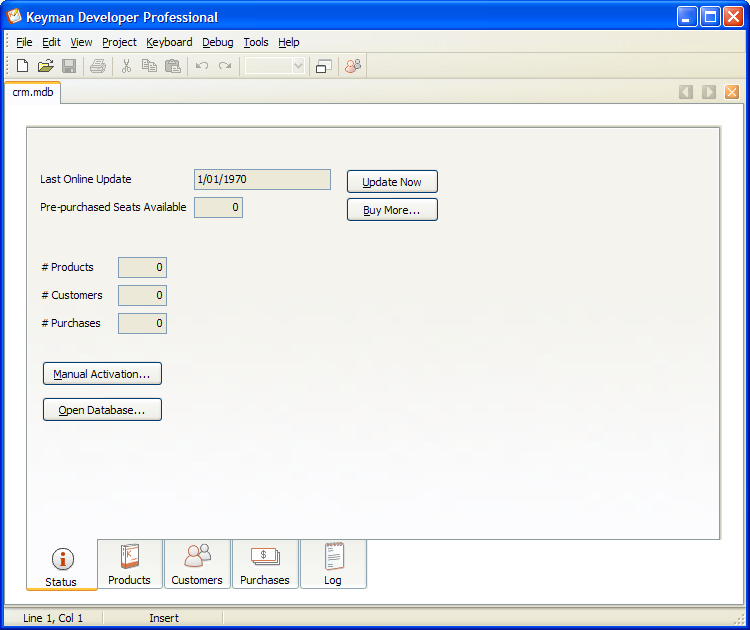 Keyman Developer Professional
File Edit View Project Keyboard Debug Tools Help
crm.mdb
Last Online Update 1/01/1970 Update Now
Pre-purchased Seats Available 0 Buy More...
# Products 0
# Customers 0
# Purchases 0
Manual Activation...
Open Database...
Status Products Customers Purchases Log
Line 1, Col 1 Insert